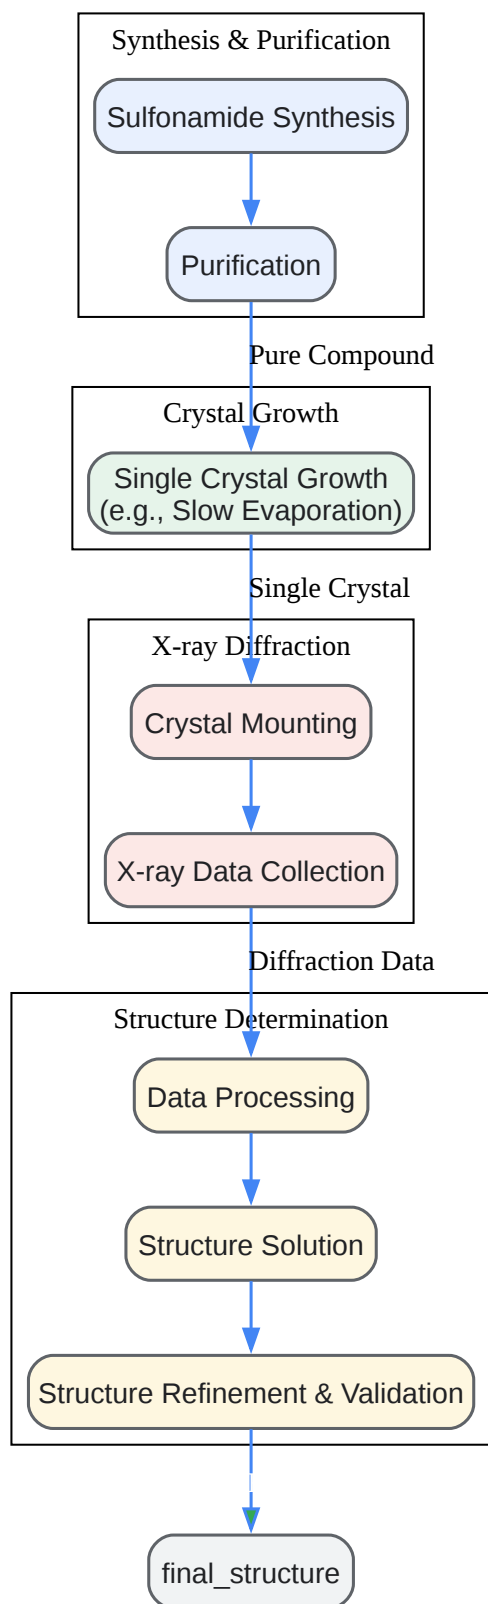 Synthesis & Purification
Sulfonamide Synthesis
Purification
Pure Compound
Crystal Growth
Single Crystal Growth
(e.g., Slow Evaporation)
Single Crystal
X-ray Diffraction
Crystal Mounting
X-ray Data Collection
Diffraction Data
Structure Determination
Data Processing
Structure Solution
Structure Refinement & Validation
final_structure